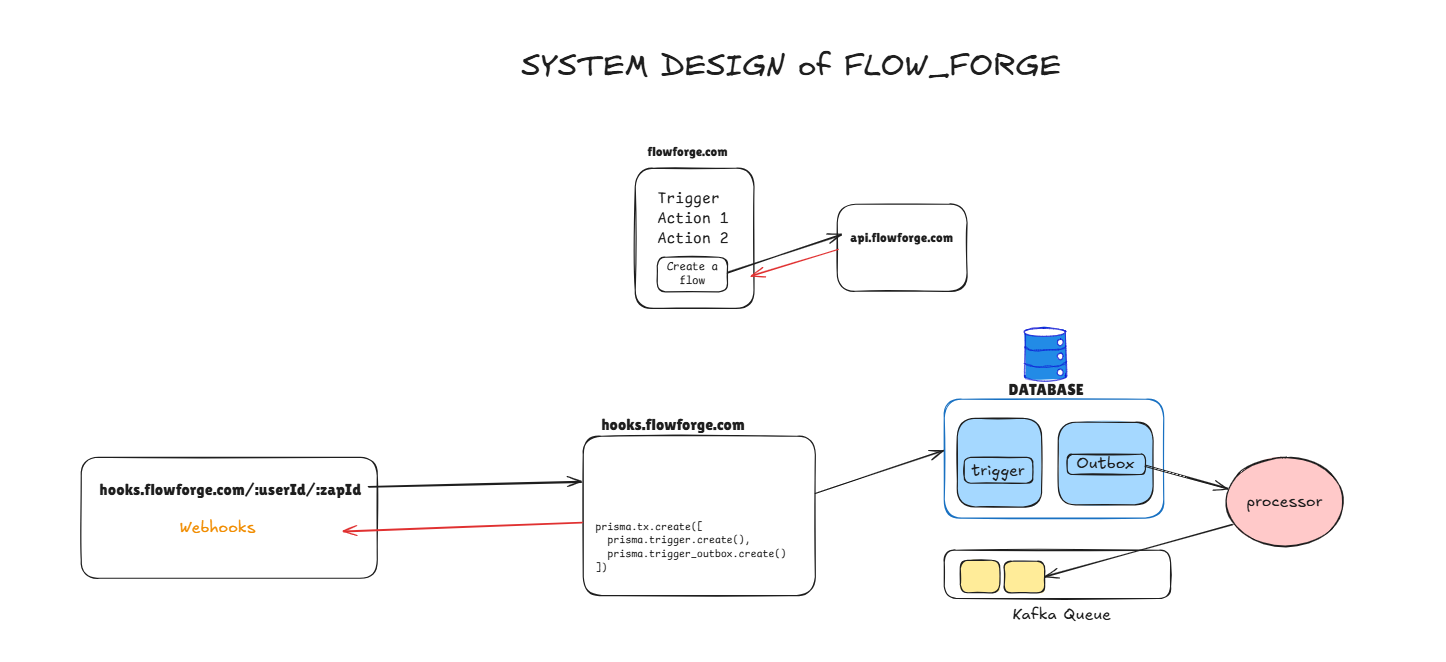 SYSTEM DESIGN of FLOW_FORGE
flowforge.com
Trigger
Action 1
Action 2
Create a
flow
api.flowforge.com
DATABASE
trigger
Outbox
processor
hooks.flowforge.com
hooks.flowforge.com/:userId/:zapId
Webhooks
prisma.tx.create([
  prisma.trigger.create(),
  prisma.trigger_outbox.create()
])
Kafka Queue